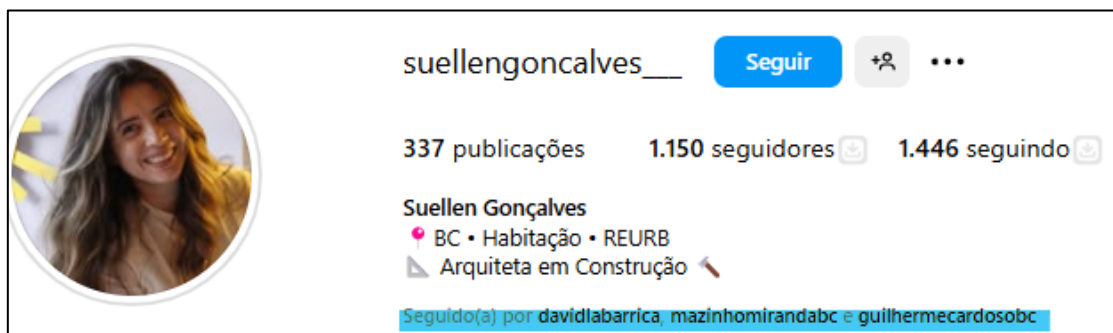 suellengoncalves___ Seguir
337 publicações 1.150 seguidores 1.446 seguindo
Suellen Gonçalves
📍 BC • Habitação • REURB
📐 Arquiteta em Construção 🔨
Seguido(a) por davidlabarrica, mazinhomirandabc e guilhermecardosobc